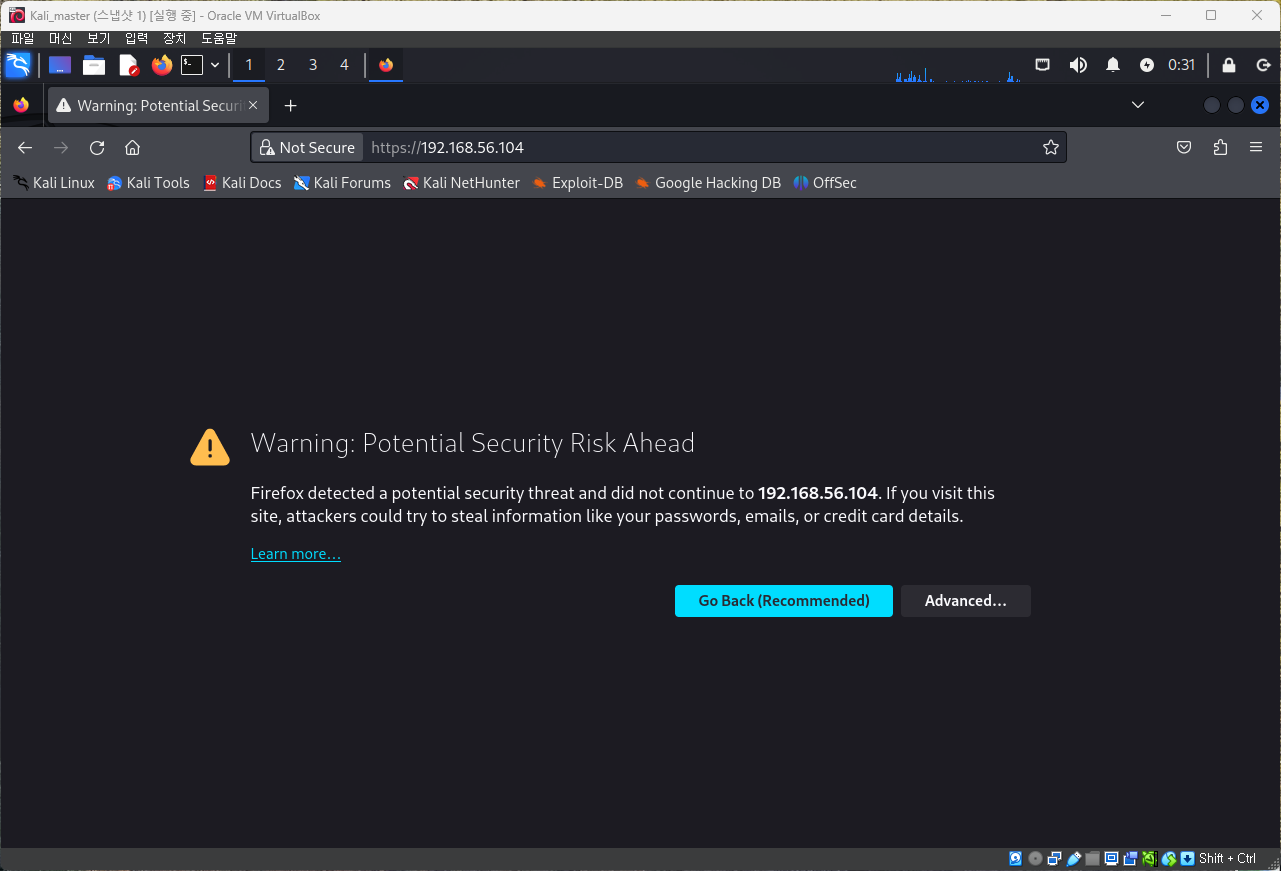 Kali_master (스냅샷 1) [실행 중] - Oracle VM VirtualBox
파일 머신 보기 입력 장치 도움말
1 2 3 4 0:31
Warning: Potential Securi
Not Secure https://192.168.56.104
Kali Linux Kali Tools Kali Docs Kali Forums Kali NetHunter Exploit-DB Google Hacking DB OffSec
Warning: Potential Security Risk Ahead
Firefox detected a potential security threat and did not continue to 192.168.56.104. If you visit this
site, attackers could try to steal information like your passwords, emails, or credit card details.
Learn more...
Go Back (Recommended) Advanced...
Shift + Ctrl